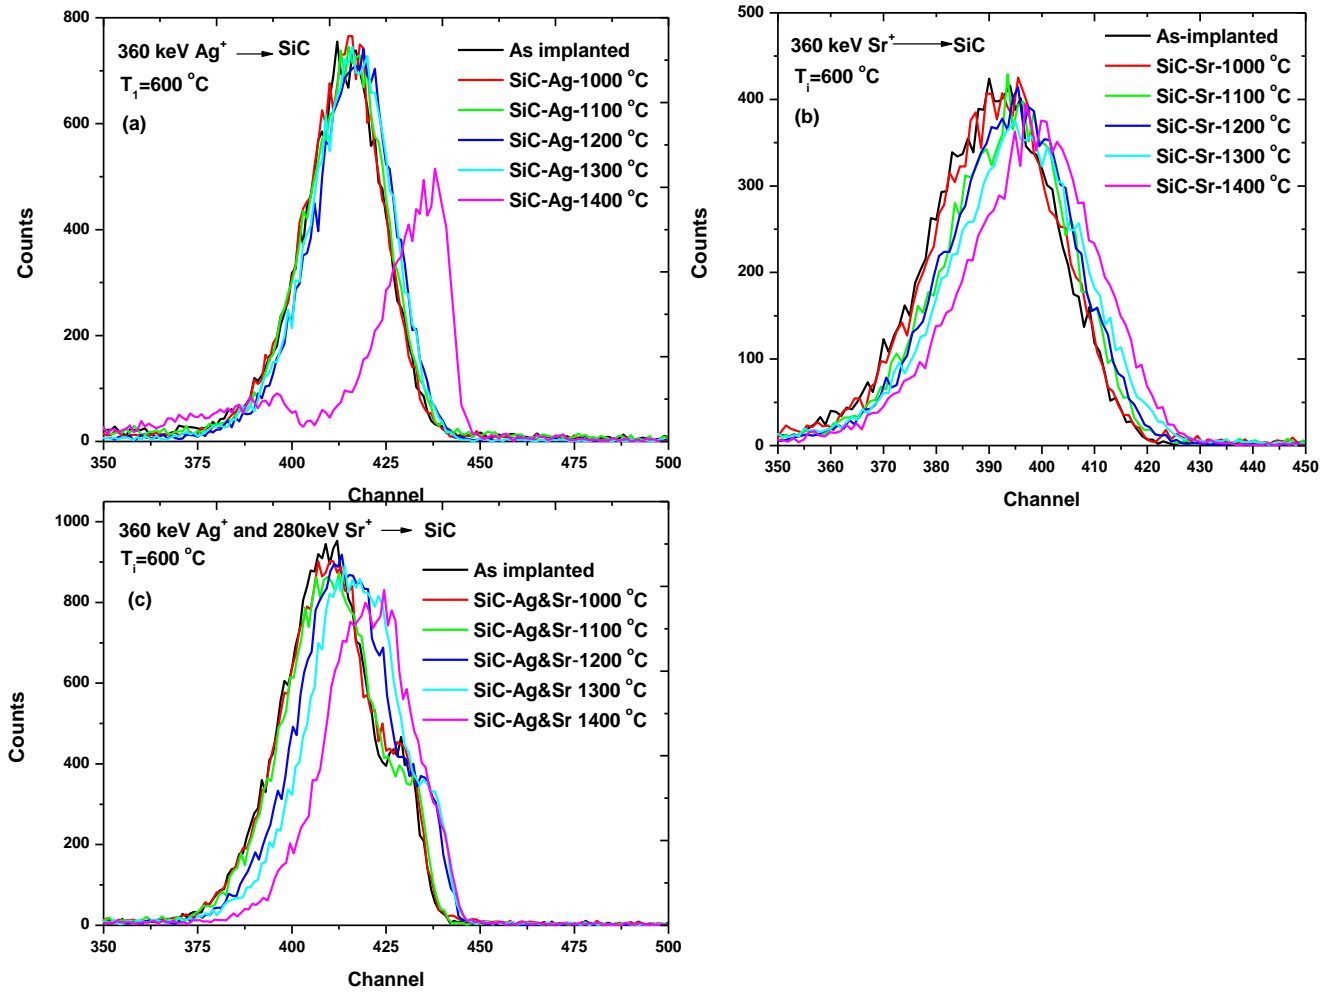 360 keV Ag+ → SiC
T1=600 °C
(a)
As implanted
SiC-Ag-1000 °C
SiC-Ag-1100 °C
SiC-Ag-1200 °C
SiC-Ag-1300 °C
SiC-Ag-1400 °C
Counts
800
600
400
200
0
350 375 400 425 450 475 500
Channel
360 keV Sr+ → SiC
Ti=600 °C
(b)
As-implanted
SiC-Sr-1000 °C
SiC-Sr-1100 °C
SiC-Sr-1200 °C
SiC-Sr-1300 °C
SiC-Sr-1400 °C
Counts
500
400
300
200
100
0
350 360 370 380 390 400 410 420 430 440 450
Channel
360 keV Ag+ and 280keV Sr+ → SiC
Ti=600 °C
(c)
As implanted
SiC-Ag&Sr-1000 °C
SiC-Ag&Sr-1100 °C
SiC-Ag&Sr-1200 °C
SiC-Ag&Sr 1300 °C
SiC-Ag&Sr 1400 °C
Counts
1000
800
600
400
200
0
350 375 400 425 450 475 500
Channel